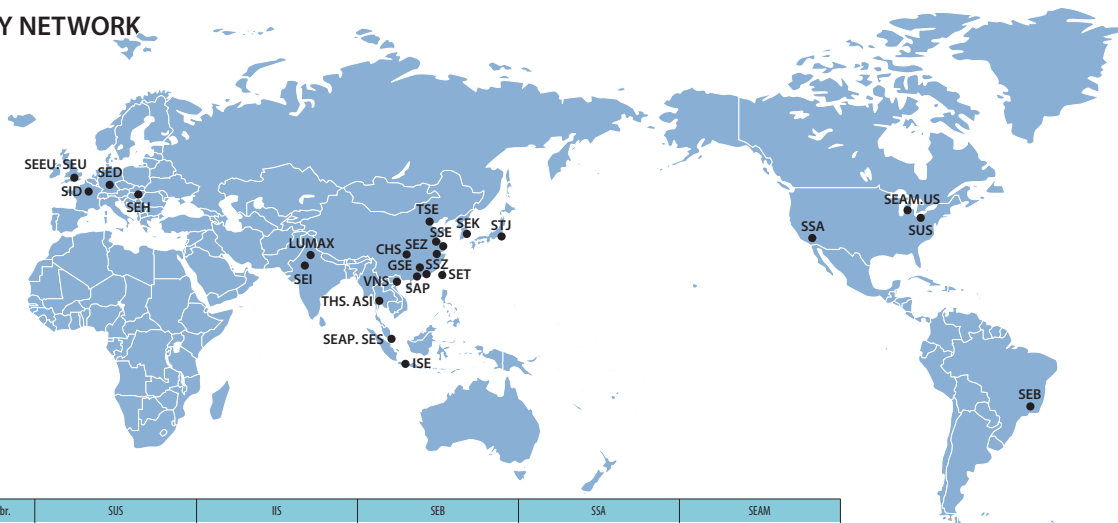 Y NETWORK
SEEU. SEU
SED
SID
SEH
TSE
SEK
STJ
SSE
LUMAX
CHS
SEZ
GSE
SSZ
SEI
VNS
SAP
SET
THS. ASI
SEAP. SES
ISE
SEAM.US
SSA
SUS
SEB
br.
SUS
IIS
SEB
SSA
SEAM